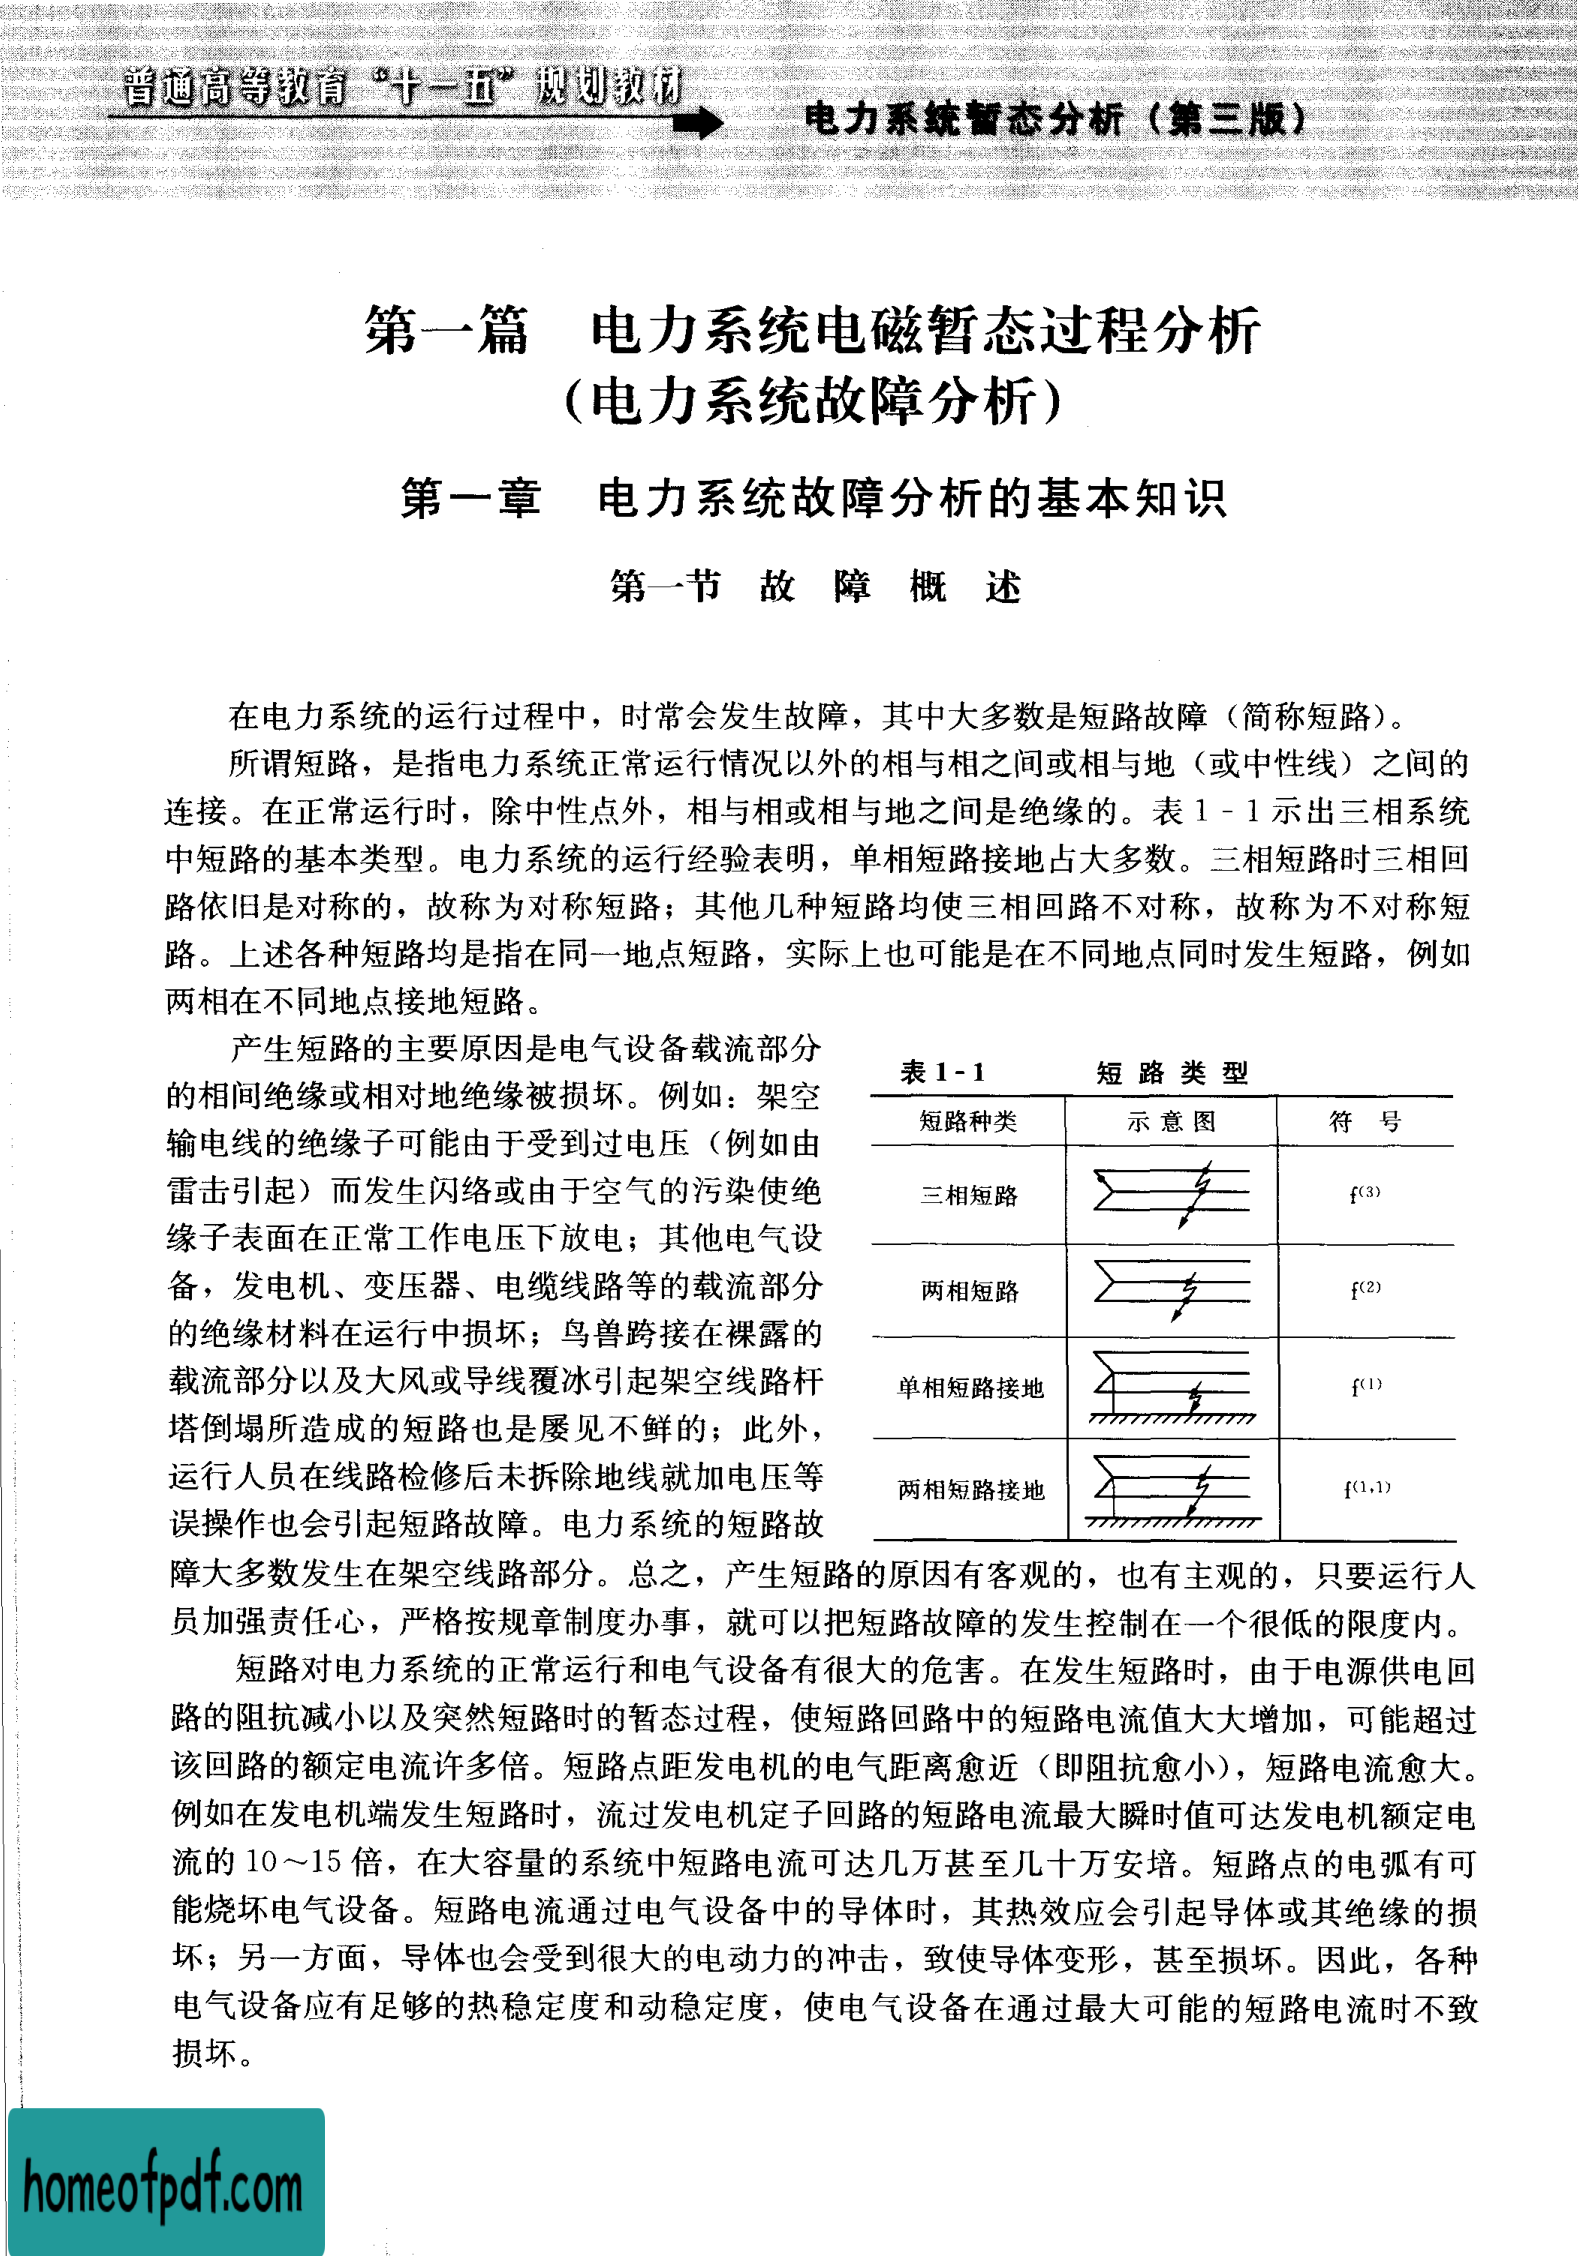 普通高等教育“十一五”规划教材
电力系统暂态分析（第三版）
第一篇 电力系统电磁暂态过程分析
（电力系统故障分析）
第一章 电力系统故障分析的基本知识
第一节 故 障 概 述
在电力系统的运行过程中，时常会发生故障，其中大多数是短路故障（简称短路）。
所谓短路，是指电力系统正常运行情况以外的相与相之间或相与地（或中性线）之间的
连接。在正常运行时，除中性点外，相与相或相与地之间是绝缘的。表 1 - 1 示出三相系统
中短路的基本类型。电力系统的运行经验表明，单相短路接地占大多数。三相短路时三相回
路依旧是对称的，故称为对称短路；其他几种短路均使三相回路不对称，故称为不对称短
路。上述各种短路均是指在同一地点短路，实际上也可能是在不同地点同时发生短路，例如
两相在不同地点接地短路。
产生短路的主要原因是电气设备载流部分
的相间绝缘或相对地绝缘被损坏。例如：架空
输电线的绝缘子可能由于受到过电压（例如由
雷击引起）而发生闪络或由于空气的污染使绝
缘子表面在正常工作电压下放电；其他电气设
备，发电机、变压器、电缆线路等的载流部分
的绝缘材料在运行中损坏；鸟兽跨接在裸露的
载流部分以及大风或导线覆冰引起架空线路杆
塔倒塌所造成的短路也是屡见不鲜的；此外，
运行人员在线路检修后未拆除地线就加电压等
误操作也会引起短路故障。电力系统的短路故
表 1 - 1 短 路 类 型
短路种类 示 意 图 符 号
三相短路 f⁽³⁾
两相短路 f⁽²⁾
单相短路接地 f⁽¹⁾
两相短路接地 f⁽¹,¹⁾
障大多数发生在架空线路部分。总之，产生短路的原因有客观的，也有主观的，只要运行人
员加强责任心，严格按规章制度办事，就可以把短路故障的发生控制在一个很低的限度内。
短路对电力系统的正常运行和电气设备有很大的危害。在发生短路时，由于电源供电回
路的阻抗减小以及突然短路时的暂态过程，使短路回路中的短路电流值大大增加，可能超过
该回路的额定电流许多倍。短路点距发电机的电气距离愈近（即阻抗愈小），短路电流愈大。
例如在发电机端发生短路时，流过发电机定子回路的短路电流最大瞬时值可达发电机额定电
流的 10～15 倍，在大容量的系统中短路电流可达几万甚至几十万安培。短路点的电弧有可
能烧坏电气设备。短路电流通过电气设备中的导体时，其热效应会引起导体或其绝缘的损
坏；另一方面，导体也会受到很大的电动力的冲击，致使导体变形，甚至损坏。因此，各种
电气设备应有足够的热稳定度和动稳定度，使电气设备在通过最大可能的短路电流时不致
损坏。
homeofpdf.com